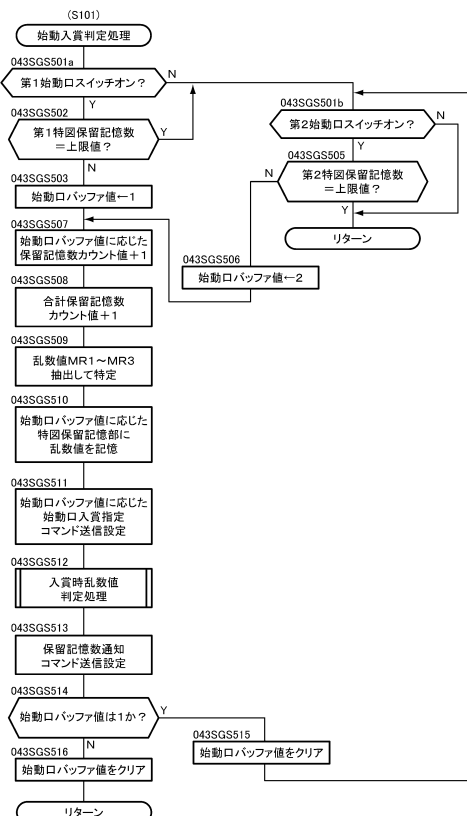 (S101)
始動入賞判定処理
043SGS501a
第1始動口スイッチオン？
N
Y
043SGS502
第1特図保留記憶数
＝上限値？
Y
N
043SGS503
始動口バッファ値←1
043SGS507
始動口バッファ値に応じた
保留記憶数カウント値＋1
043SGS508
合計保留記憶数
カウント値＋1
043SGS509
乱数値MR1〜MR3
抽出して特定
043SGS510
始動口バッファ値に応じた
特図保留記憶部に
乱数値を記憶
043SGS511
始動口バッファ値に応じた
始動口入賞指定
コマンド送信設定
043SGS512
入賞時乱数値
判定処理
043SGS513
保留記憶数通知
コマンド送信設定
043SGS514
始動口バッファ値は1か？
Y
N
043SGS516
始動口バッファ値をクリア
リターン
043SGS515
始動口バッファ値をクリア
043SGS501b
第2始動口スイッチオン？
N
Y
043SGS505
第2特図保留記憶数
＝上限値？
N
Y
リターン
043SGS506
始動口バッファ値←2